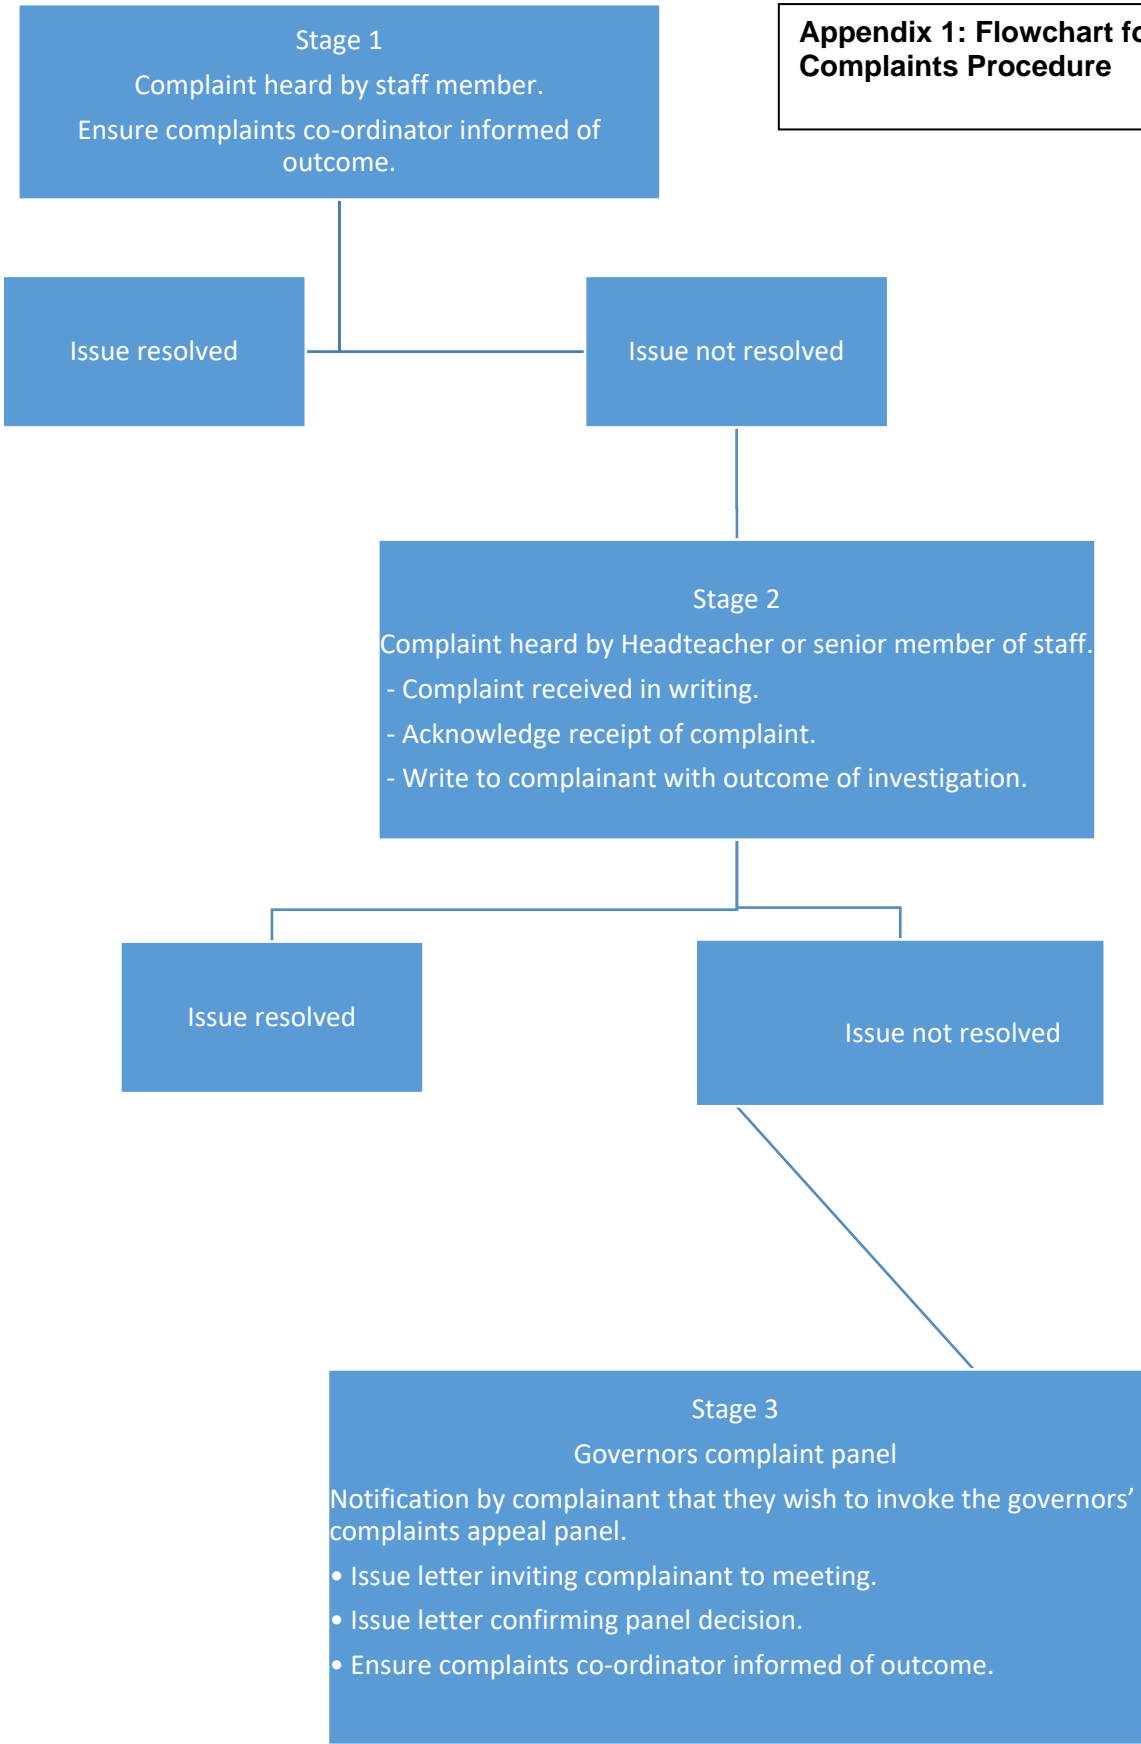 Appendix 1: Flowchart fo
Complaints Procedure
Stage 1
Complaint heard by staff member.
Ensure complaints co-ordinator informed of
outcome.
Issue resolved
Issue not resolved
Stage 2
Complaint heard by Headteacher or senior member of staff.
- Complaint received in writing.
- Acknowledge receipt of complaint.
- Write to complainant with outcome of investigation.
Issue resolved
Issue not resolved
Stage 3
Governors complaint panel
Notification by complainant that they wish to invoke the governors’
complaints appeal panel.
• Issue letter inviting complainant to meeting.
• Issue letter confirming panel decision.
• Ensure complaints co-ordinator informed of outcome.